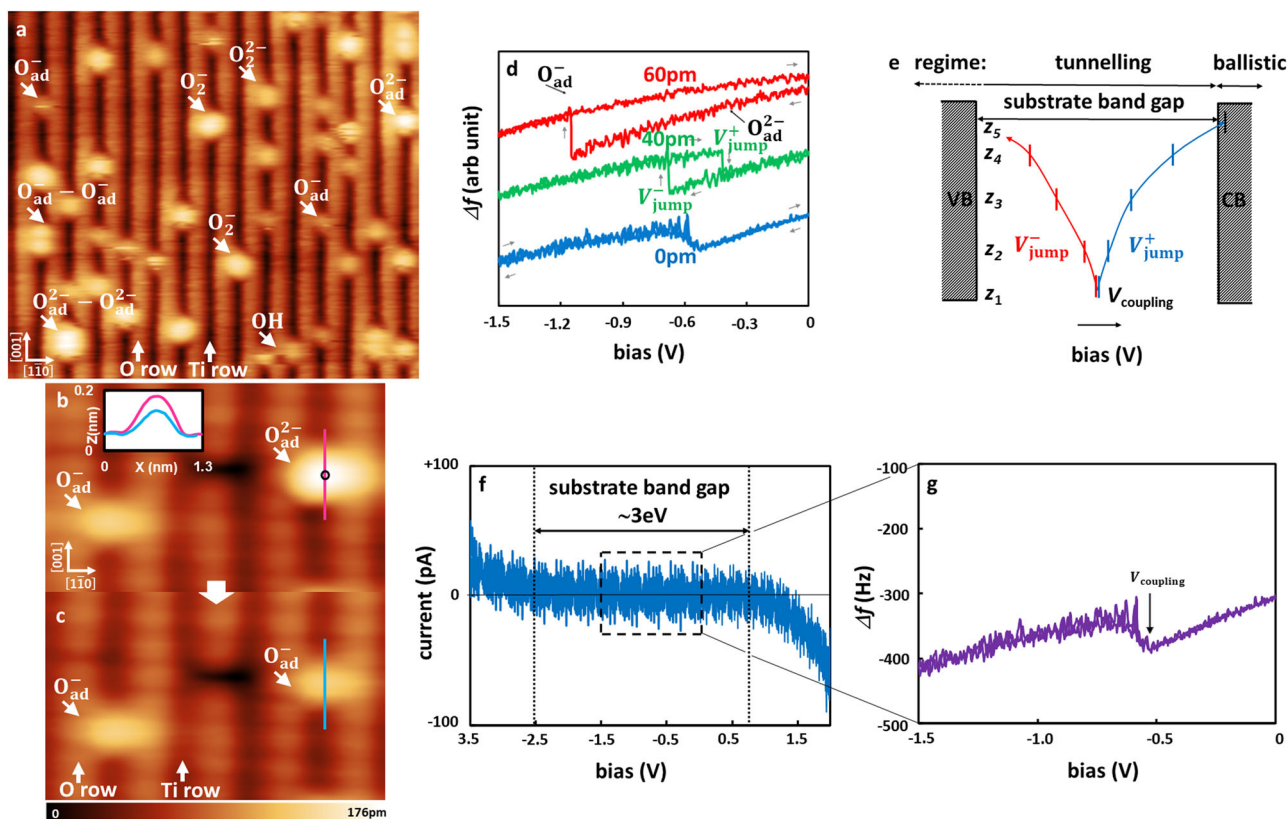 a
O₂²⁻
O⁻ad
O₂⁻
O²⁻ad
O⁻ad – O⁻ad
O⁻ad
O₂⁻
O²⁻ad – O²⁻ad
OH
[001]
[11̄0]
O row
Ti row
b
0.2
Z(nm)
0
0
X (nm)
1.3
O²⁻ad
O⁻ad
[001]
[11̄0]
c
O⁻ad
O⁻ad
O row
Ti row
0
176pm
d
O⁻ad
60pm
O²⁻ad
40pm
V⁺jump
V⁻jump
0pm
Δf (arb unit)
-1.5
-1.2
-0.9
-0.6
-0.3
0
bias (V)
e
regime:
tunnelling
ballistic
substrate band gap
z₅
z₄
VB
z₃
CB
z₂
V⁻jump
V⁺jump
z₁
Vcoupling
bias (V)
f
+100
substrate band gap
~3eV
current (pA)
0
-100
3.5
-2.5
-1.5
-0.5
0.5
1.5
bias (V)
g
-100
-200
-300
-400
-500
Δf (Hz)
Vcoupling
-1.5
-1.0
-0.5
0
bias (V)